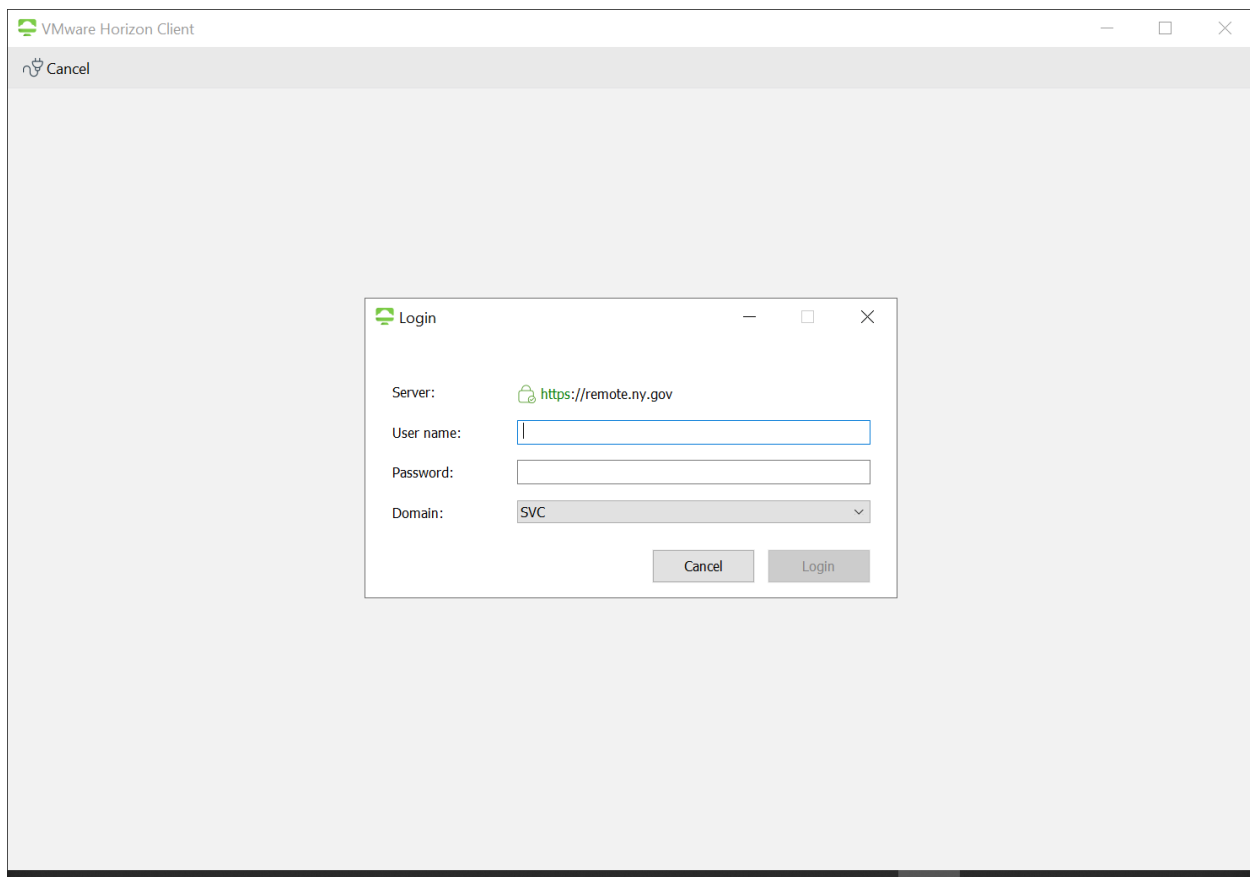 VMware Horizon Client
Cancel
Login
Server: https://remote.ny.gov
User name:
Password:
Domain: SVC
Cancel Login